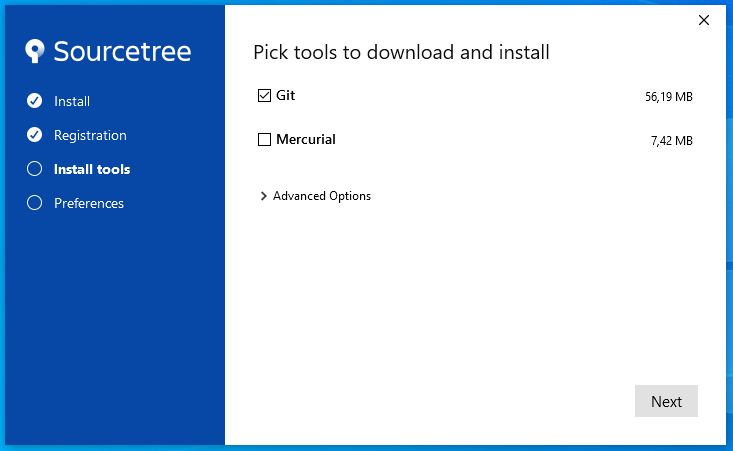 Sourcetree
Install
Registration
Install tools
Preferences
Pick tools to download and install
Git 56,19 MB
Mercurial 7,42 MB
Advanced Options
Next